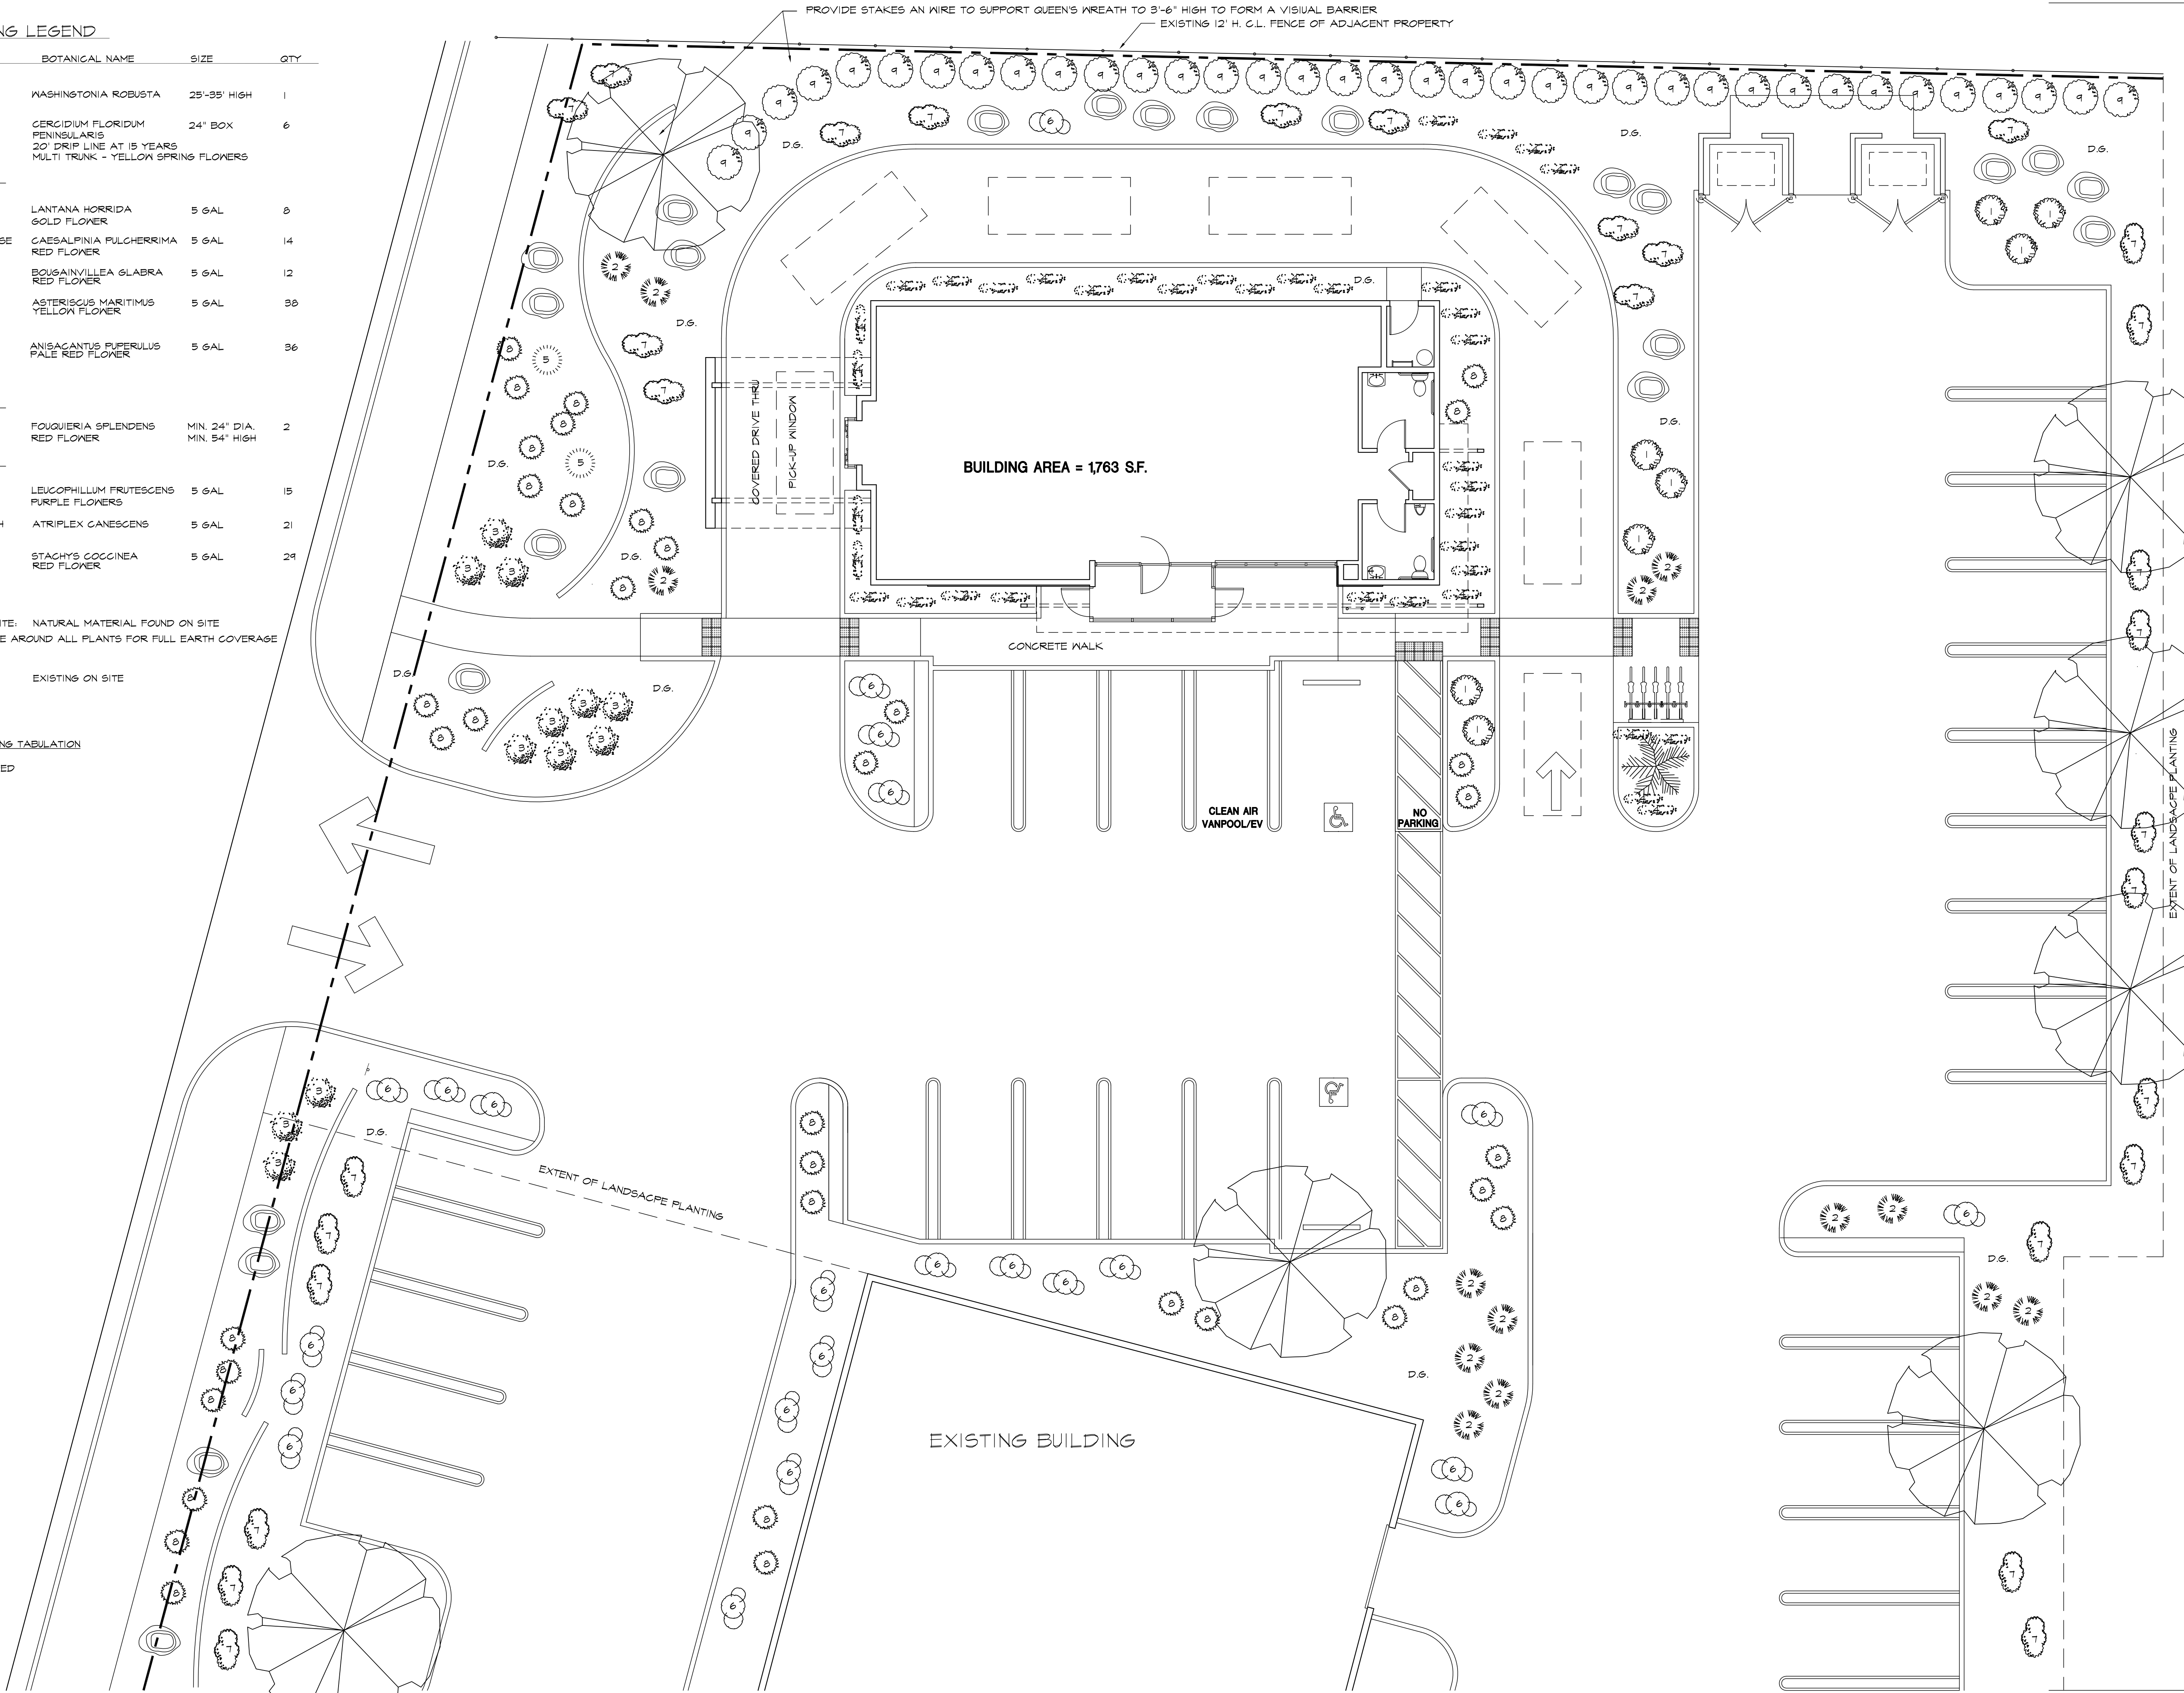 PROVIDE STAKES AN WIRE TO SUPPORT QUEEN'S WREATH TO 3'-6" HIGH TO FORM A VISIUAL BARRIER
EXISTING 12' H. C.L. FENCE OF ADJACENT PROPERTY
NG LEGEND
BOTANICAL NAME SIZE QTY
WASHINGTONIA ROBUSTA 25'-35' HIGH 1
CERCIDIUM FLORIDUM 24" BOX 6
PENINSULARIS
20' DRIP LINE AT 15 YEARS
MULTI TRUNK - YELLOW SPRING FLOWERS
LANTANA HORRIDA 5 GAL 8
GOLD FLOWER
SE CAESALPINIA PULCHERRIMA 5 GAL 14
RED FLOWER
BOUGAINVILLEA GLABRA 5 GAL 12
RED FLOWER
ASTERISCUS MARITIMUS 5 GAL 38
YELLOW FLOWER
ANISACANTUS PUPERULUS 5 GAL 36
PALE RED FLOWER
FOUQUIERIA SPLENDENS MIN. 24" DIA. 2
RED FLOWER MIN. 54" HIGH
LEUCOPHILLUM FRUTESCENS 5 GAL 15
PURPLE FLOWERS
H ATRIPLEX CANESCENS 5 GAL 21
STACHYS COCCINEA 5 GAL 29
RED FLOWER
ITE: NATURAL MATERIAL FOUND ON SITE
E AROUND ALL PLANTS FOR FULL EARTH COVERAGE
EXISTING ON SITE
NG TABULATION
ED
D.G.
D.G.
D.G.
D.G.
D.G.
D.G.
COVERED DRIVE THRU
PICK-UP WINDOW
BUILDING AREA = 1,763 S.F.
D.G.
D.G.
D.G.
CONCRETE WALK
D.G.
D.G.
CLEAN AIR
VANPOOL/EV
NO
PARKING
EXTENT OF LANDSACPE PLANTING
D.G.
EXTENT OF LANDSACPE PLANTING
D.G.
D.G.
EXISTING BUILDING